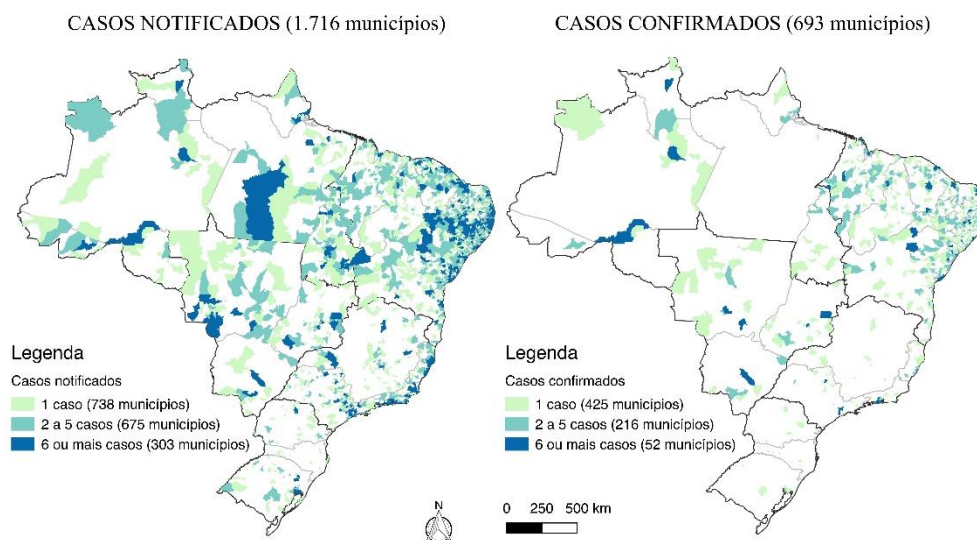 CASOS NOTIFICADOS (1.716 municípios)
CASOS CONFIRMADOS (693 municípios)
Legenda
Casos notificados
1 caso (738 municípios)
2 a 5 casos (675 municípios)
6 ou mais casos (303 municípios)
Legenda
Casos confirmados
1 caso (425 municípios)
2 a 5 casos (216 municípios)
6 ou mais casos (52 municípios)
N
0 250 500 km